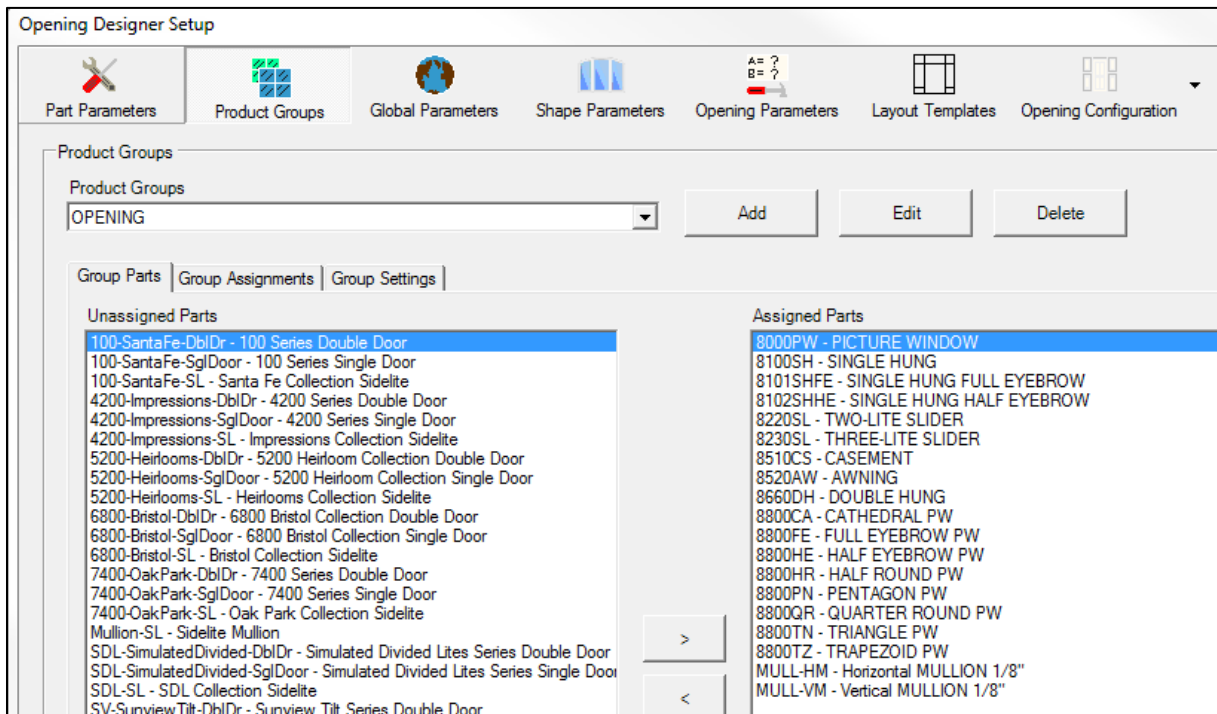 Opening Designer Setup
A= ?
B= ?
Part Parameters Product Groups Global Parameters Shape Parameters Opening Parameters Layout Templates Opening Configuration
Product Groups
Product Groups
OPENING Add Edit Delete
Group Parts Group Assignments Group Settings
Unassigned Parts
100-SantaFe-DblDr - 100 Series Double Door
100-SantaFe-SglDoor - 100 Series Single Door
100-SantaFe-SL - Santa Fe Collection Sidelite
4200-Impressions-DblDr - 4200 Series Double Door
4200-Impressions-SglDoor - 4200 Series Single Door
4200-Impressions-SL - Impressions Collection Sidelite
5200-Heirlooms-DblDr - 5200 Heirloom Collection Double Door
5200-Heirlooms-SglDoor - 5200 Heirloom Collection Single Door
5200-Heirlooms-SL - Heirlooms Collection Sidelite
6800-Bristol-DblDr - 6800 Bristol Collection Double Door
6800-Bristol-SglDoor - 6800 Bristol Collection Single Door
6800-Bristol-SL - Bristol Collection Sidelite
7400-OakPark-DblDr - 7400 Series Double Door
7400-OakPark-SglDoor - 7400 Series Single Door
7400-OakPark-SL - Oak Park Collection Sidelite
Mullion-SL - Sidelite Mullion
SDL-SimulatedDivided-DblDr - Simulated Divided Lites Series Double Door
SDL-SimulatedDivided-SglDoor - Simulated Divided Lites Series Single Door
SDL-SL - SDL Collection Sidelite
SV-SunviewTilt-DblDr - Sunview Tilt Series Double Door
>
<
Assigned Parts
8000PW - PICTURE WINDOW
8100SH - SINGLE HUNG
8101SHFE - SINGLE HUNG FULL EYEBROW
8102SHHE - SINGLE HUNG HALF EYEBROW
8220SL - TWO-LITE SLIDER
8230SL - THREE-LITE SLIDER
8510CS - CASEMENT
8520AW - AWNING
8660DH - DOUBLE HUNG
8800CA - CATHEDRAL PW
8800FE - FULL EYEBROW PW
8800HE - HALF EYEBROW PW
8800HR - HALF ROUND PW
8800PN - PENTAGON PW
8800QR - QUARTER ROUND PW
8800TN - TRIANGLE PW
8800TZ - TRAPEZOID PW
MULL-HM - Horizontal MULLION 1/8"
MULL-VM - Vertical MULLION 1/8"